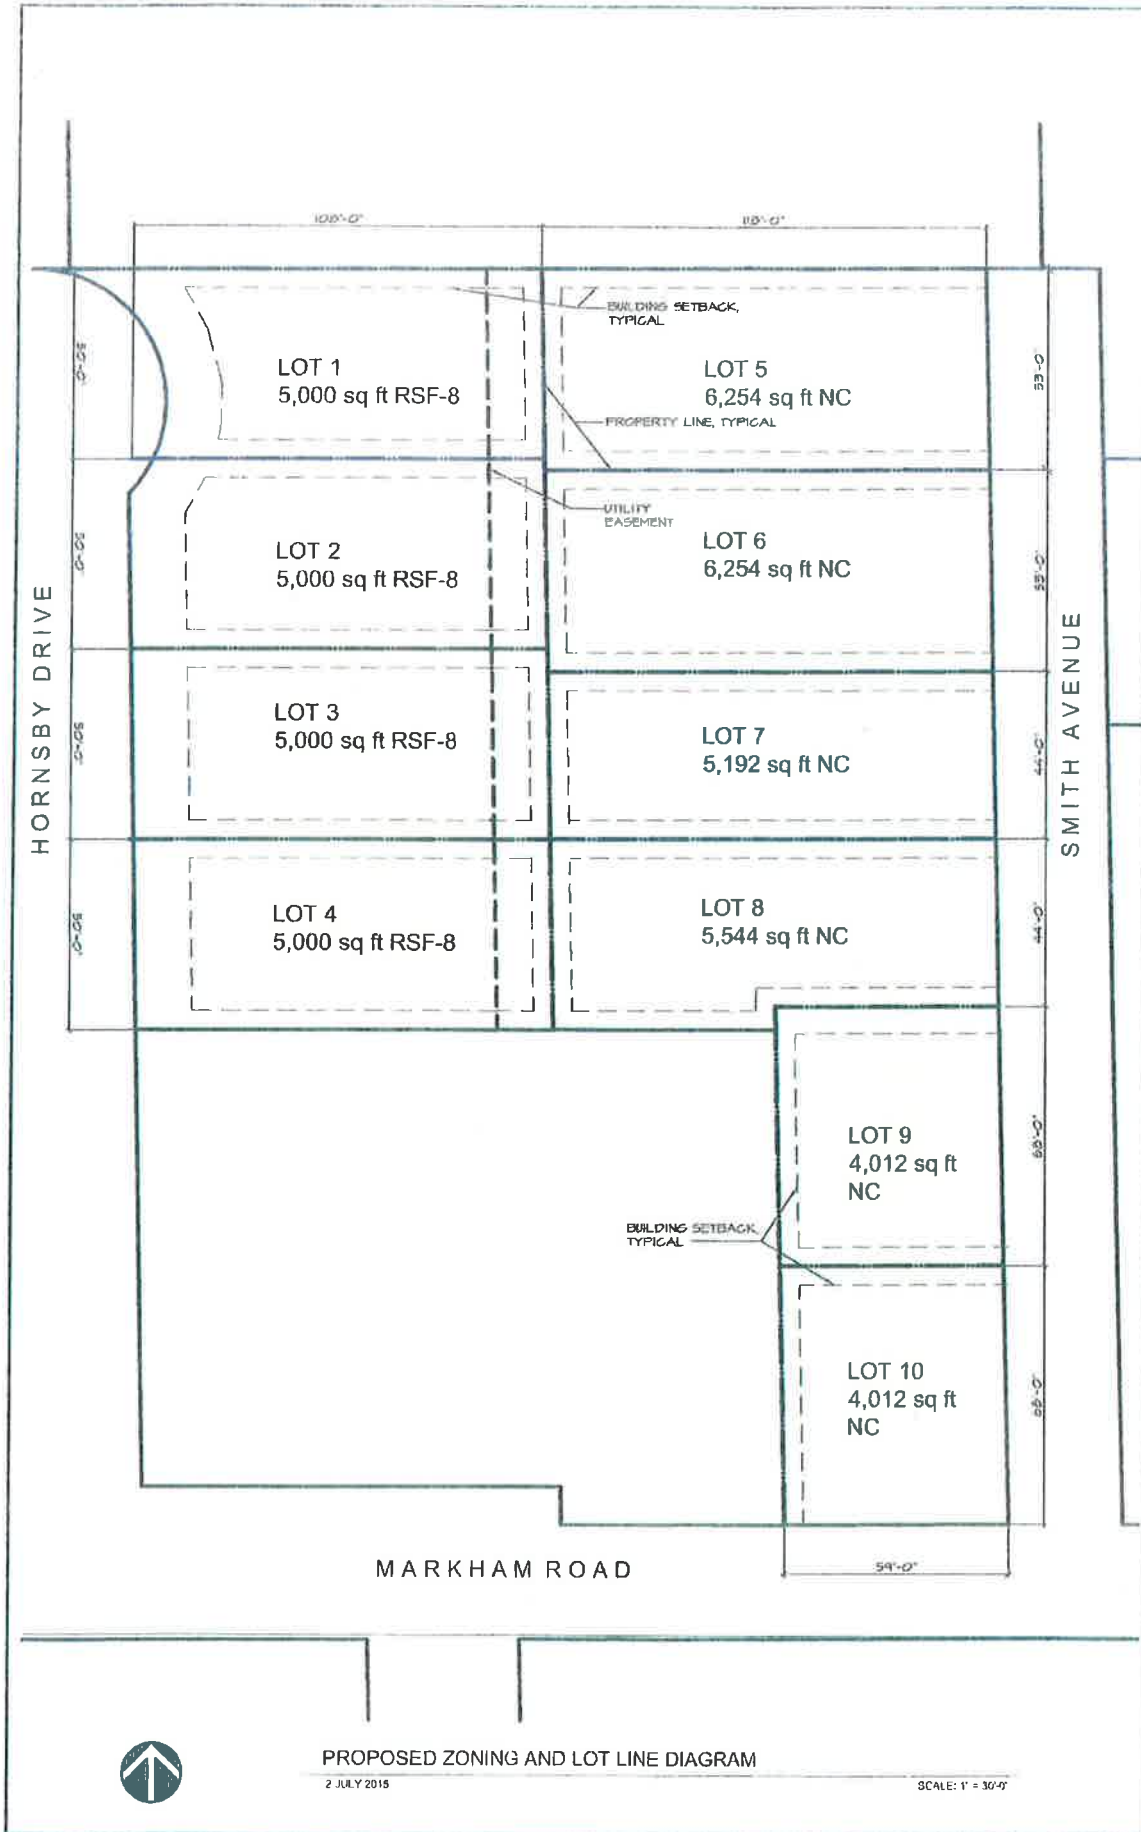 108'-0"
118'-0"
BUILDING SETBACK,
TYPICAL
LOT 1
5,000 sq ft RSF-8
LOT 5
6,254 sq ft NC
50'-0"
53'-0"
PROPERTY LINE, TYPICAL
UTILITY
EASEMENT
LOT 2
5,000 sq ft RSF-8
LOT 6
6,254 sq ft NC
50'-0"
53'-0"
HORNSBY DRIVE
SMITH AVENUE
LOT 3
5,000 sq ft RSF-8
LOT 7
5,192 sq ft NC
50'-0"
44'-0"
LOT 4
5,000 sq ft RSF-8
LOT 8
5,544 sq ft NC
50'-0"
44'-0"
LOT 9
4,012 sq ft
NC
68'-0"
BUILDING SETBACK,
TYPICAL
LOT 10
4,012 sq ft
NC
MARKHAM ROAD
59'-0"
PROPOSED ZONING AND LOT LINE DIAGRAM
2 JULY 2015
SCALE: 1" = 30'-0"